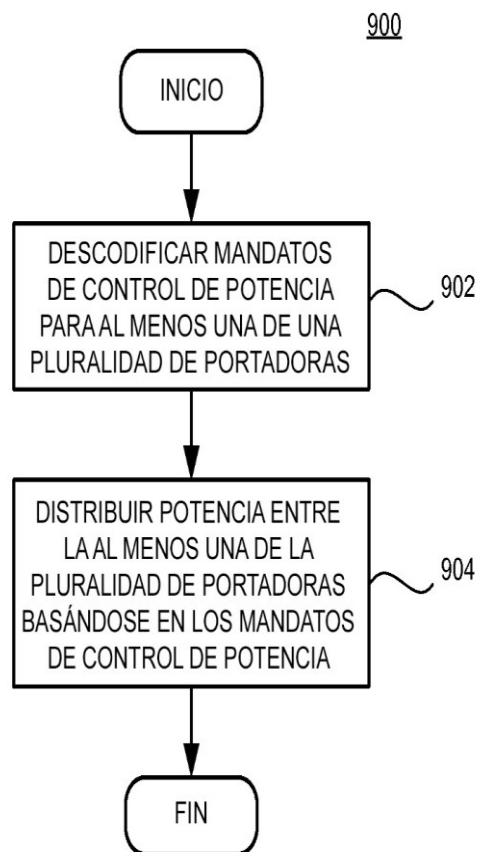 900
INICIO
DESCODIFICAR MANDATOS
DE CONTROL DE POTENCIA
PARA AL MENOS UNA DE UNA
PLURALIDAD DE PORTADORAS
902
DISTRIBUIR POTENCIA ENTRE
LA AL MENOS UNA DE LA
PLURALIDAD DE PORTADORAS
BASÁNDOSE EN LOS MANDATOS
DE CONTROL DE POTENCIA
904
FIN